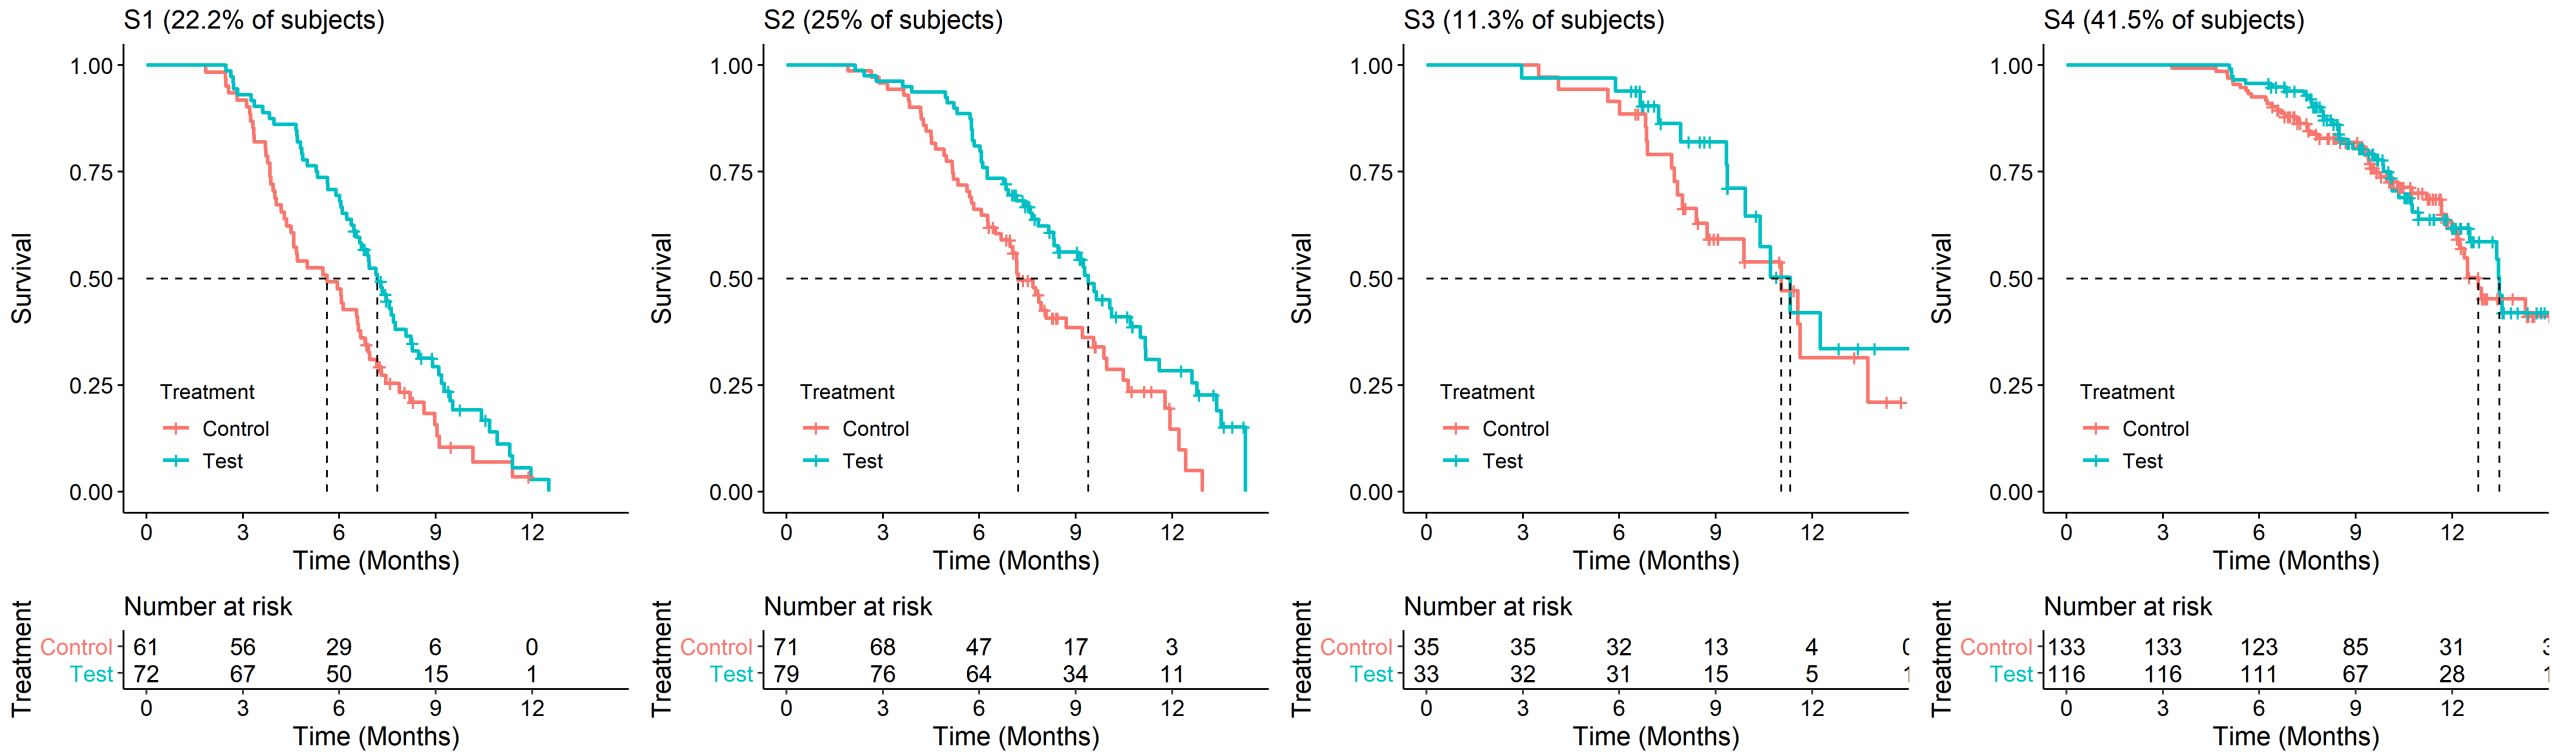 S1 (22.2% of subjects)
1.00
0.75
0.50
0.25
0.00
Survival
Treatment
Control
Test
0 3 6 9 12
Time (Months)
Number at risk
Treatment
Control 61 56 29 6 0
Test 72 67 50 15 1
0 3 6 9 12
Time (Months)
S2 (25% of subjects)
1.00
0.75
0.50
0.25
0.00
Survival
Treatment
Control
Test
0 3 6 9 12
Time (Months)
Number at risk
Treatment
Control 71 68 47 17 3
Test 79 76 64 34 11
0 3 6 9 12
Time (Months)
S3 (11.3% of subjects)
1.00
0.75
0.50
0.25
0.00
Survival
Treatment
Control
Test
0 3 6 9 12
Time (Months)
Number at risk
Treatment
Control 35 35 32 13 4
Test 33 32 31 15 5
0 3 6 9 12
Time (Months)
S4 (41.5% of subjects)
1.00
0.75
0.50
0.25
0.00
Survival
Treatment
Control
Test
0 3 6 9 12
Time (Months)
Number at risk
Treatment
Control 133 133 123 85 31
Test 116 116 111 67 28
0 3 6 9 12
Time (Months)